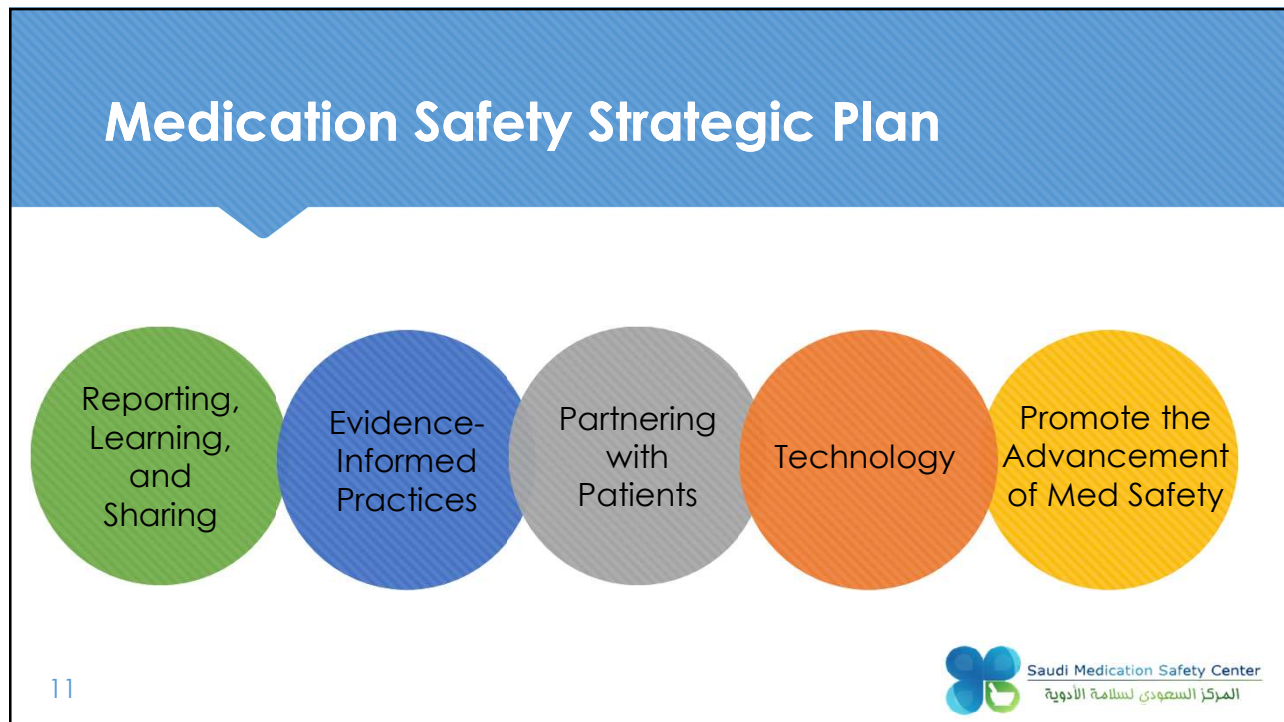 Medication Safety Strategic Plan
Reporting,
Learning,
and
Sharing
Evidence-
Informed
Practices
Partnering
with
Patients
Technology
Promote the
Advancement
of Med Safety
11
Saudi Medication Safety Center
المركز السعودي لسلامة الأدوية